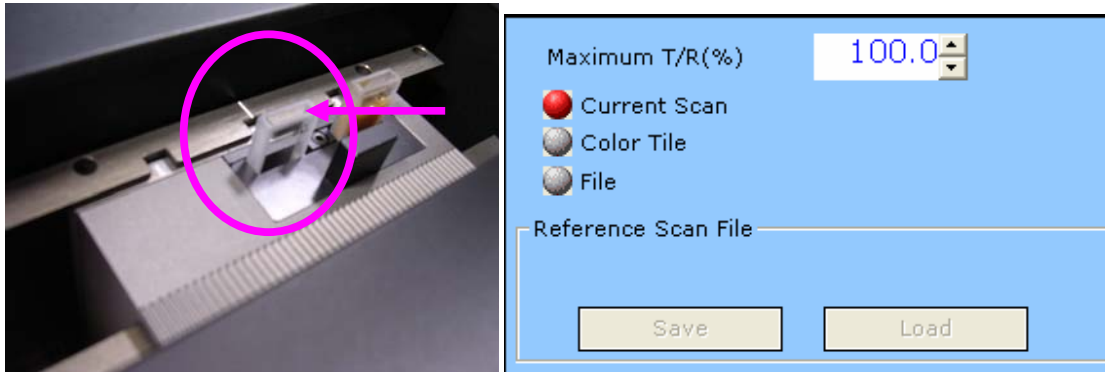 Maximum T/R(%) 100.0
Current Scan
Color Tile
File
Reference Scan File
Save Load